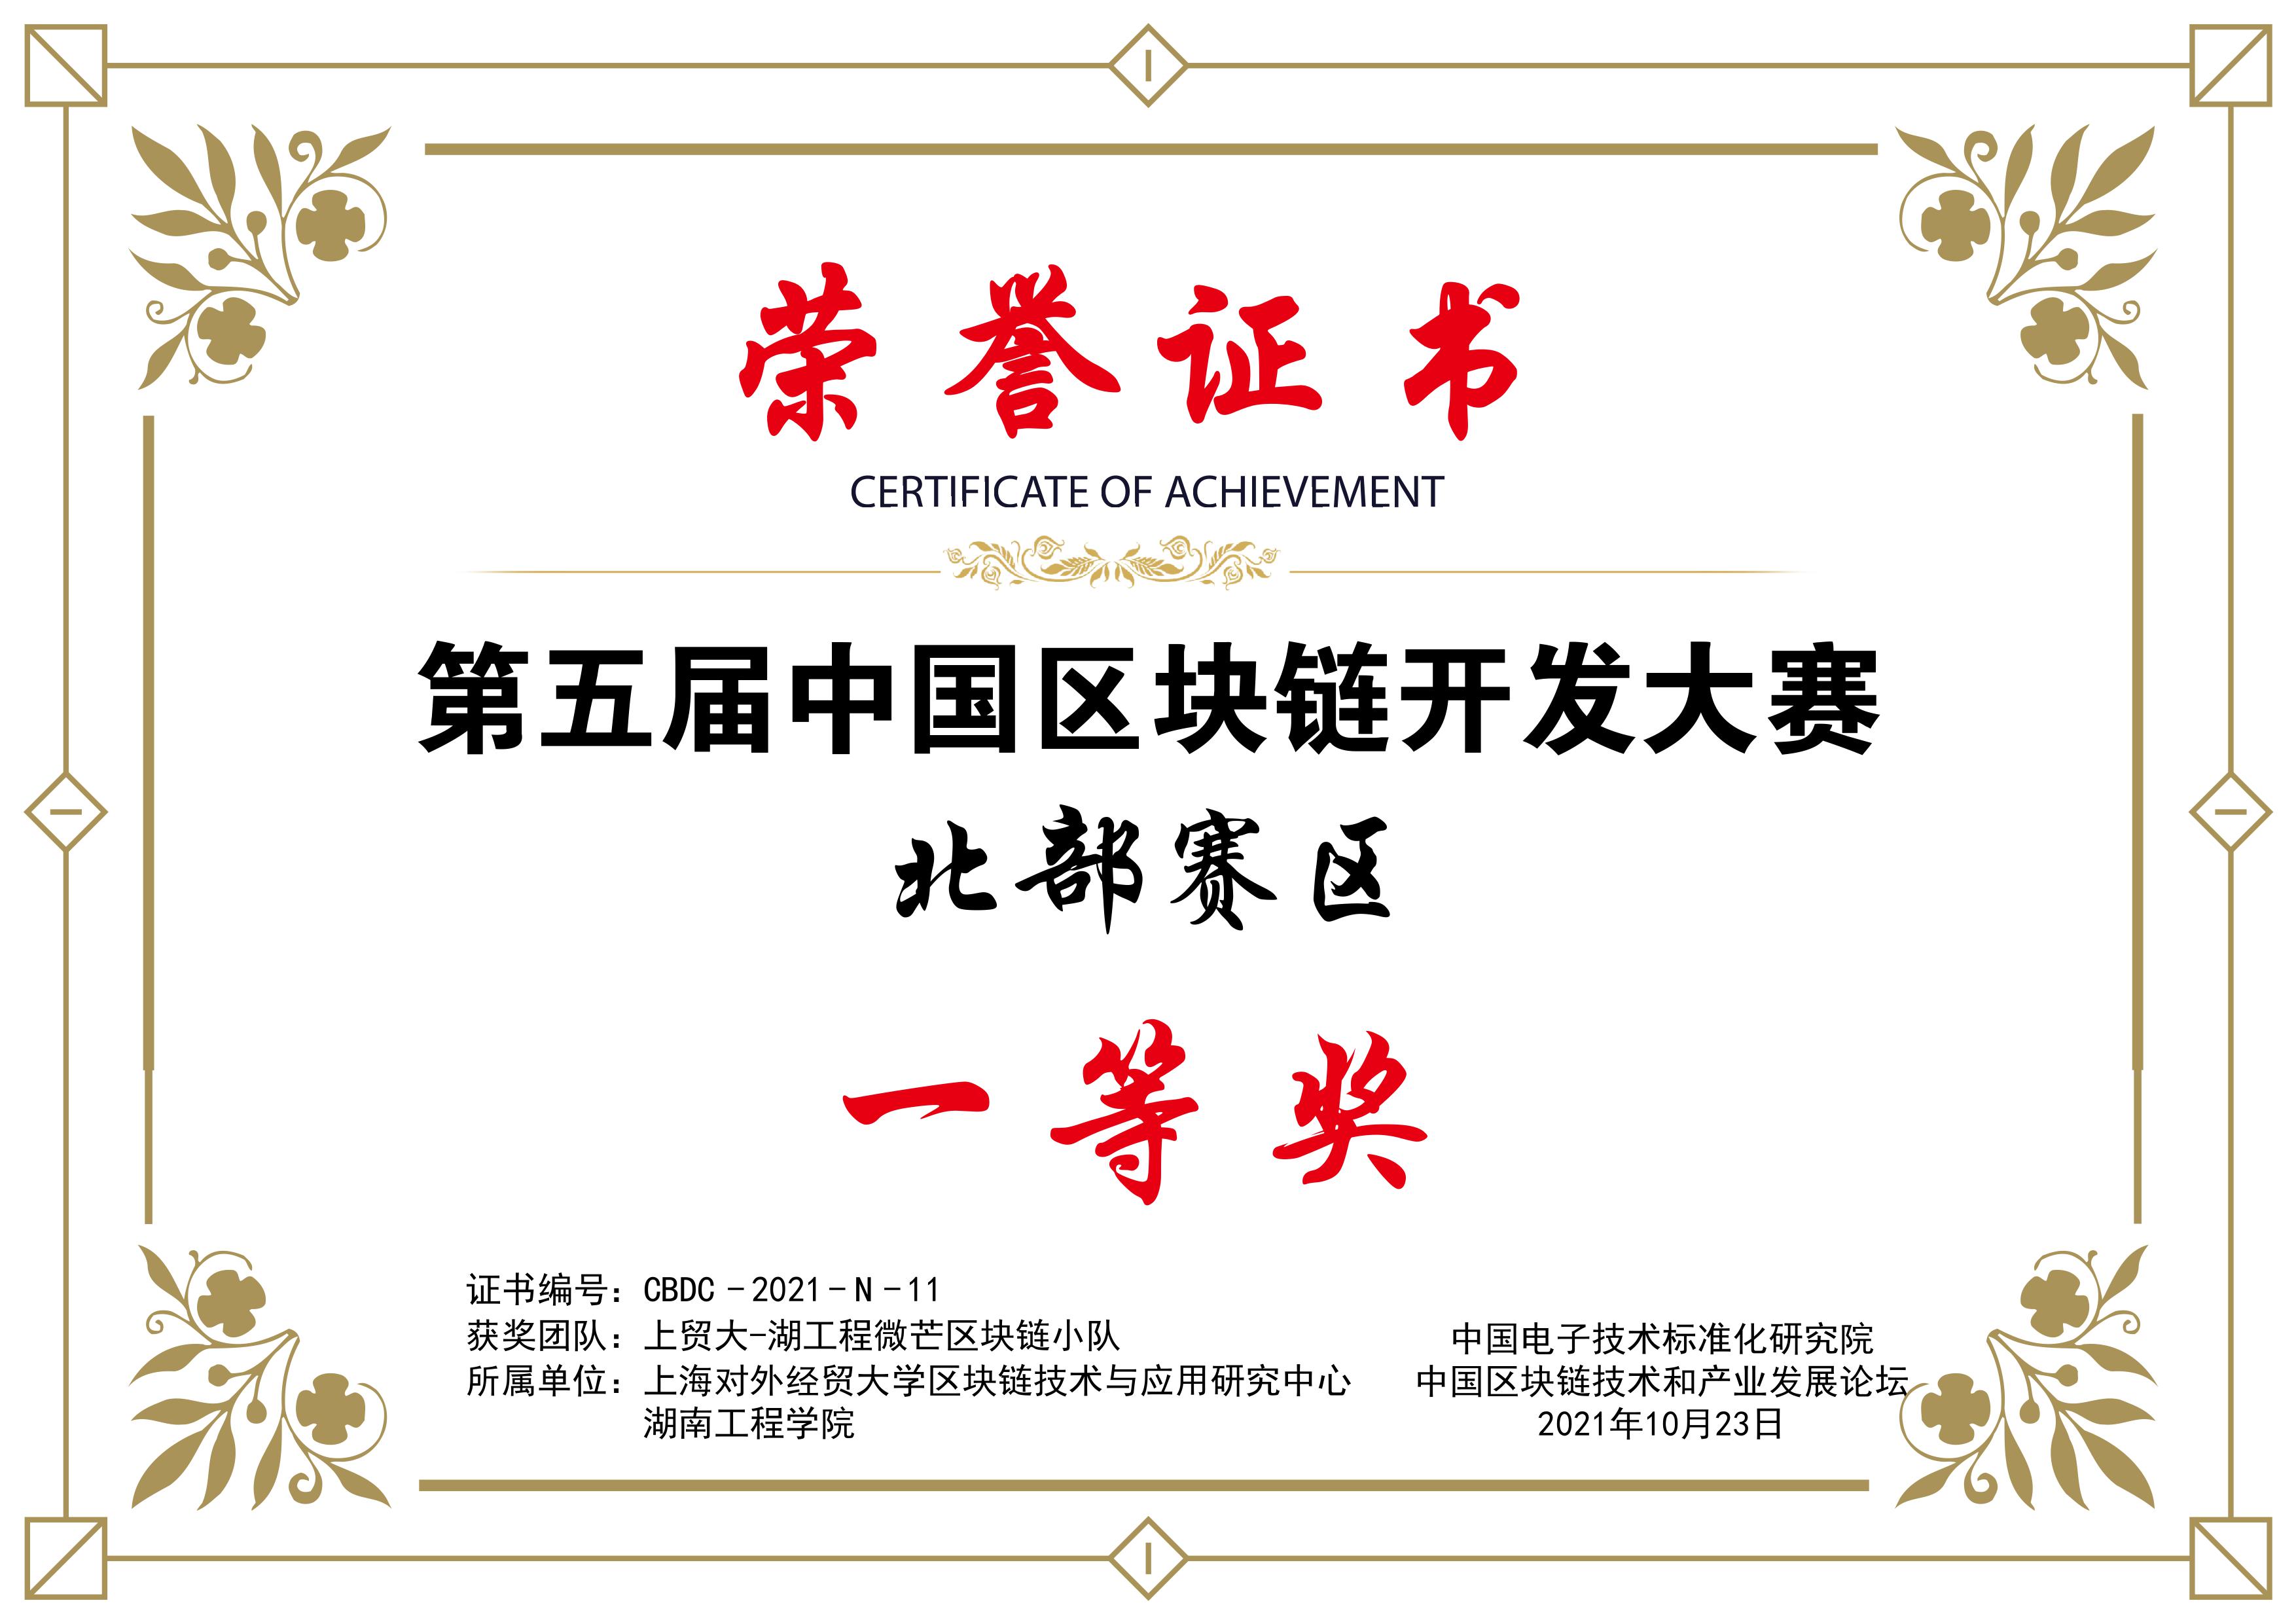 荣誉证书
CERTIFICATE OF ACHIEVEMENT
第五届中国区块链开发大赛
北部赛区
一等奖
证书编号：CBDC-2021-N-11
获奖团队：上贸大-湖工程微芒区块链小队
所属单位：上海对外经贸大学区块链技术与应用研究中心
湖南工程学院
中国电子技术标准化研究院
中国区块链技术和产业发展论坛
2021年10月23日